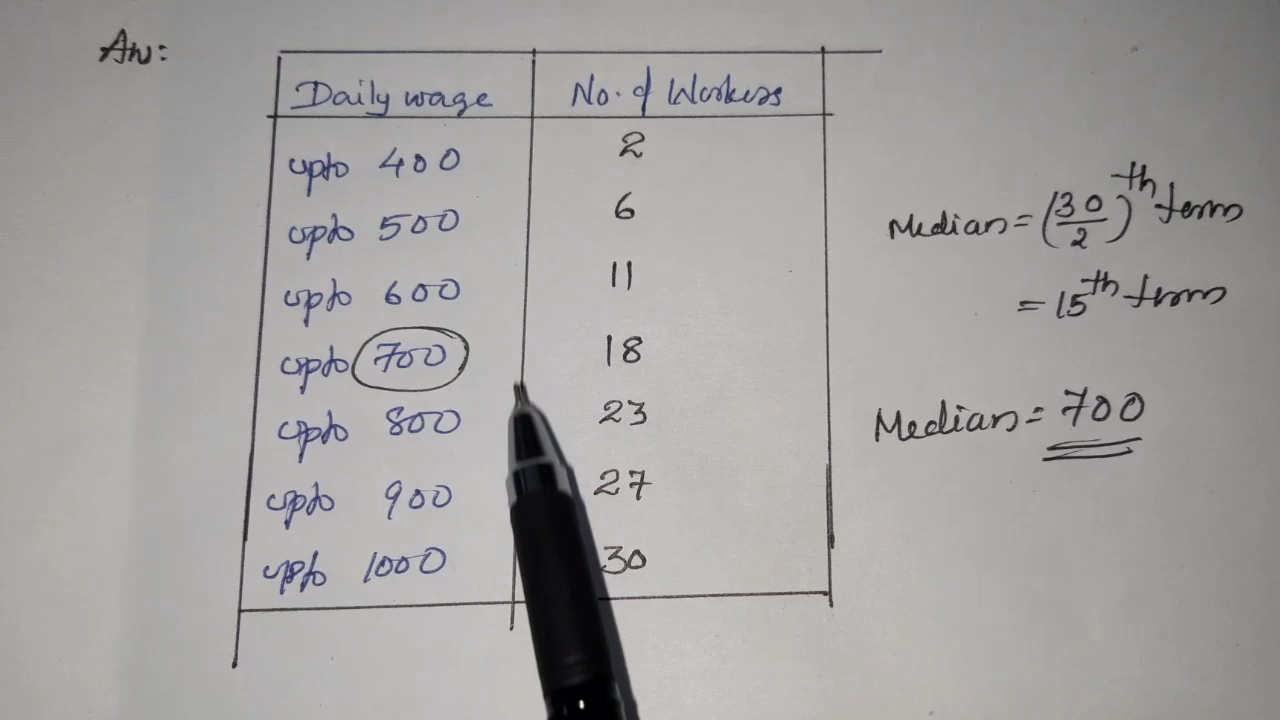 An:
Daily wage No. of Workers
upto 400 2
upto 500 6
upto 600 11
upto 700 18
upto 800 23
upto 900 27
upto 1000 30
Median = (30/2)th term
= 15th term
Median = 700